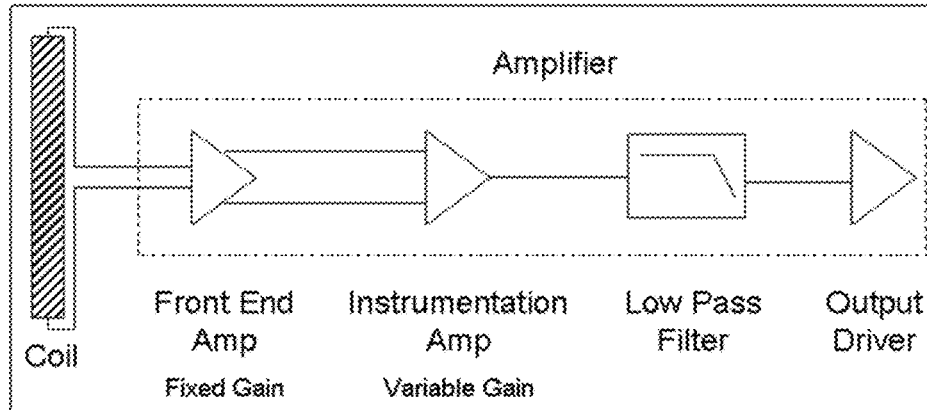 Amplifier
Front End
Amp
Fixed Gain
Instrumentation
Amp
Variable Gain
Low Pass
Filter
Output
Driver
Coil